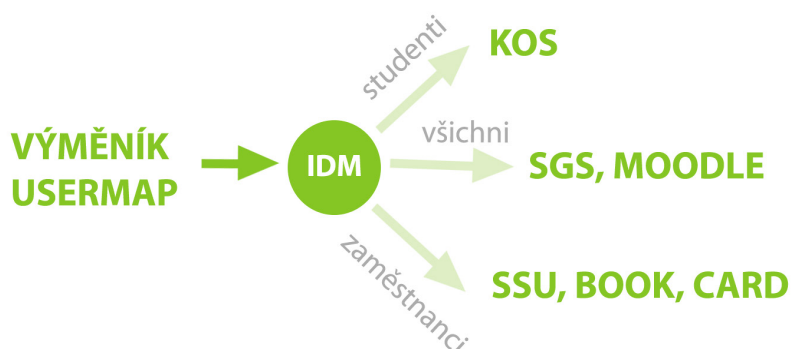 studenti
KOS
VÝMĚNÍK
USERMAP
IDM
všichni
SGS, MOODLE
zaměstnanci
SSU, BOOK, CARD